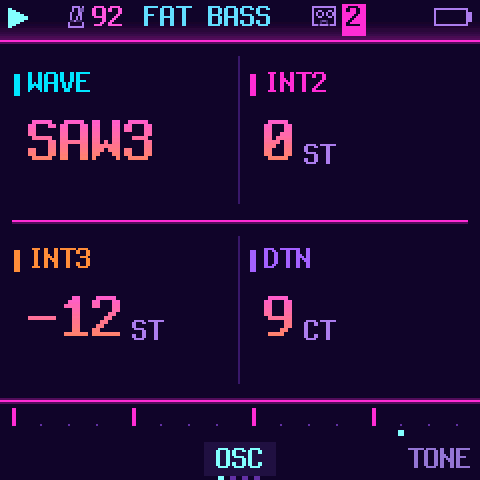 92 FAT BASS 2
WAVE INT2
SAW3 0 ST
INT3 DTN
-12 ST 9 CT
OSC TONE